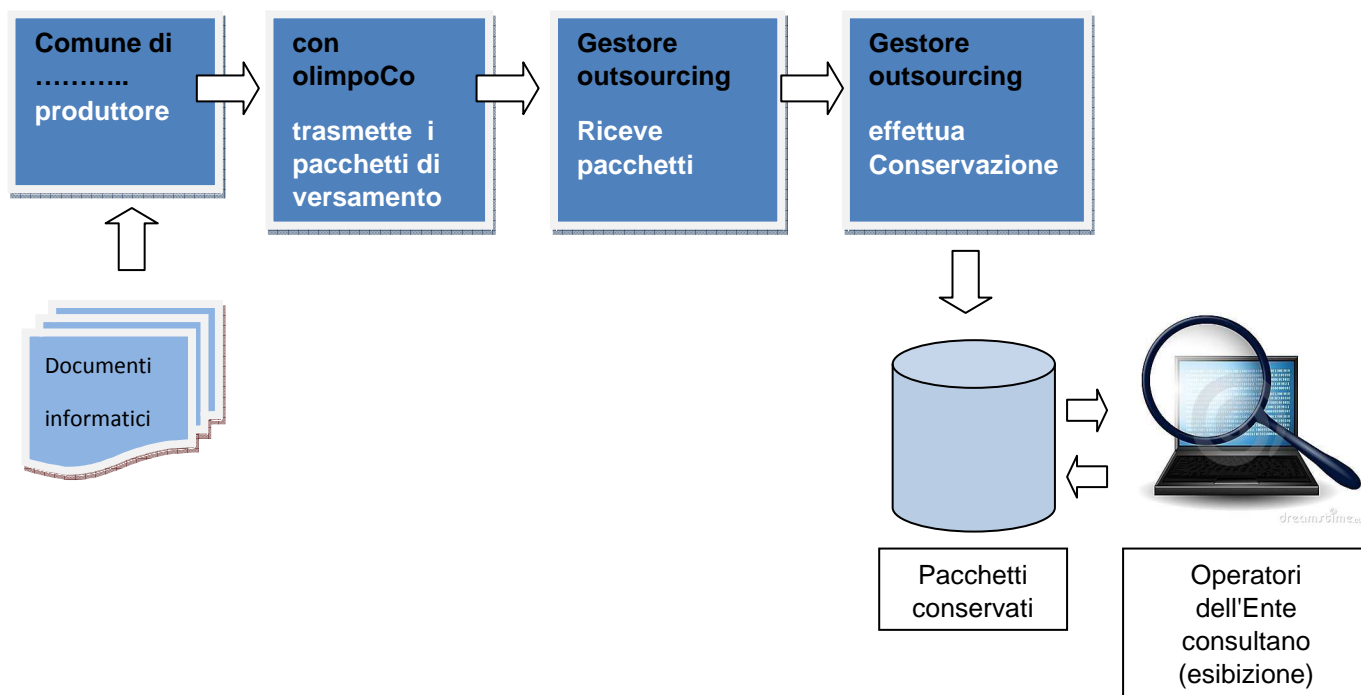 Comune di
………...
produttore
con
olimpoCo
trasmette i
pacchetti di
versamento
Gestore
outsourcing
Riceve
pacchetti
Gestore
outsourcing
effettua
Conservazione
Documenti
informatici
dreamstime
Pacchetti
conservati
Operatori
dell'Ente
consultano
(esibizione)